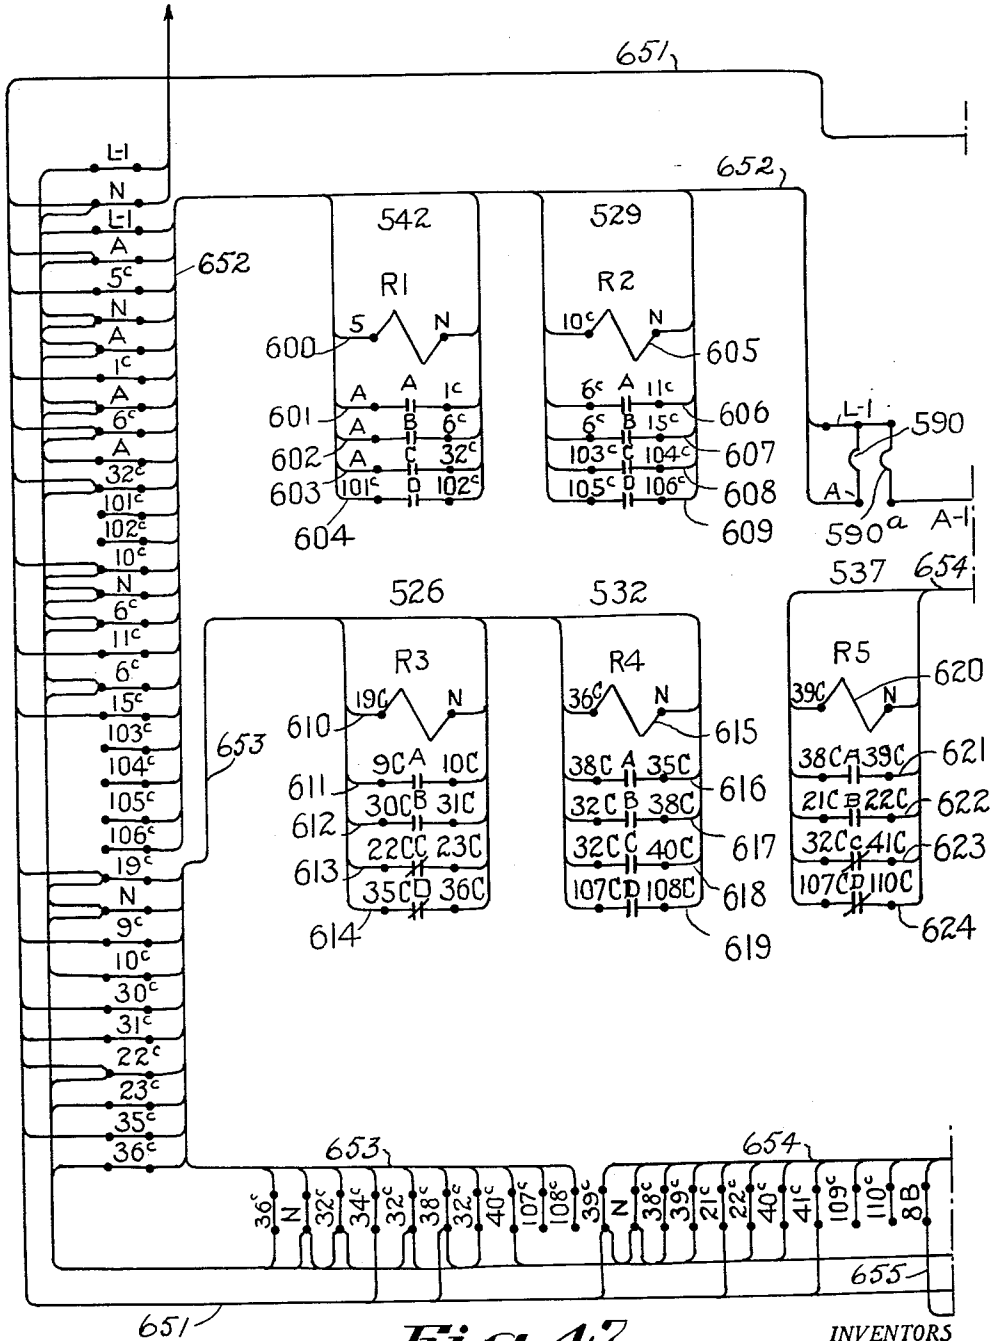 651
L-1
N
L-1
A
5c
N
A
1c
A
6c
A
32c
101c
102c
10c
N
6c
11c
6c
15c
103c
104c
105c
106c
19c
N
9c
10c
30c
31c
22c
23c
35c
36c
652
652
542
R1
5 N
600
A A 1c
601
A B 6c
602
A C 32c
603
101c D 102c
604
529
R2
10c N
605
6c A 11c
606
6c B 15c
607
103c C 104c
608
105c D 106c
609
L-1
590
A
590a
A-1
653
526
R3
19C N
610
9C A 10C
611
30C B 31C
612
22C C 23C
613
35C D 36C
614
532
R4
36C N
615
38C A 35C
616
32C B 38C
617
32C C 40C
618
107C D 108C
619
537
654
R5
39C N
620
38C A 39C
621
21C B 22C
622
32C C 41C
623
107C D 110C
624
653
36c N 32c 34c 32c 38c 32c 40c 107c 108c
654
39c N 38c 39c 21c 22c 40c 41c 109c 110c 8B
655
651
Fig. 47
INVENTORS